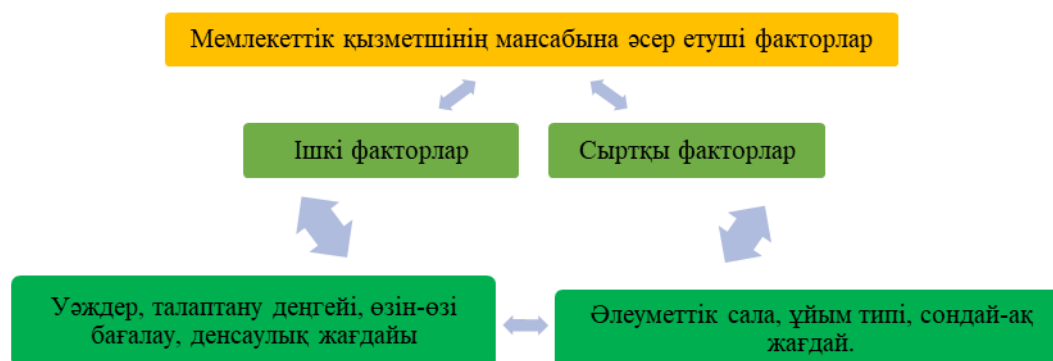 Мемлекеттік қызметшінің мансабына әсер етуші факторлар
Ішкі факторлар
Сыртқы факторлар
Уәждер, талаптану деңгейі, өзін-өзі
бағалау, денсаулық жағдайы
Әлеуметтік сала, ұйым типі, сондай-ақ
жағдай.